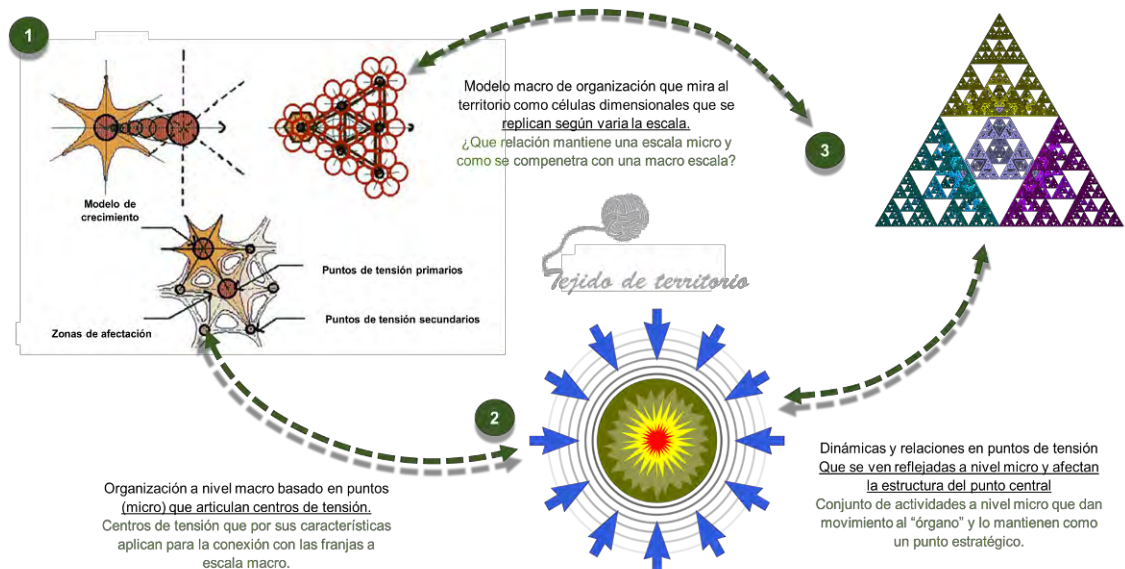 1
Modelo macro de organización que mira al
territorio como células dimensionales que se
replican según varia la escala.
¿Que relación mantiene una escala micro y
como se compenetra con una macro escala?
3
Modelo de
crecimiento
Puntos de tensión primarios
Zonas de afectación
Puntos de tensión secundarios
Tejido de territorio
2
Organización a nivel macro basado en puntos
(micro) que articulan centros de tensión.
Centros de tensión que por sus características
aplican para la conexión con las franjas a
escala macro.
Dinámicas y relaciones en puntos de tensión
Que se ven reflejadas a nivel micro y afectan
la estructura del punto central
Conjunto de actividades a nivel micro que dan
movimiento al “órgano” y lo mantienen como
un punto estratégico.